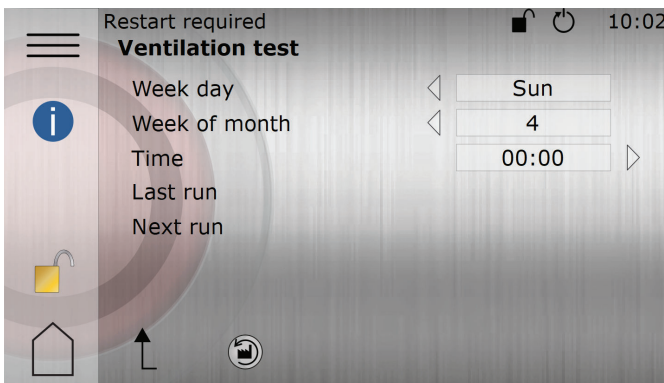 Restart required 10:02
Ventilation test
Week day Sun
Week of month 4
Time 00:00
Last run
Next run